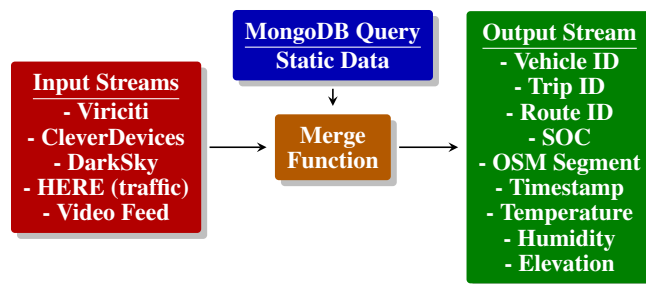 Input Streams
- Viriciti
- CleverDevices
- DarkSky
- HERE (traffic)
- Video Feed
MongoDB Query
Static Data
Merge
Function
Output Stream
- Vehicle ID
- Trip ID
- Route ID
- SOC
- OSM Segment
- Timestamp
- Temperature
- Humidity
- Elevation